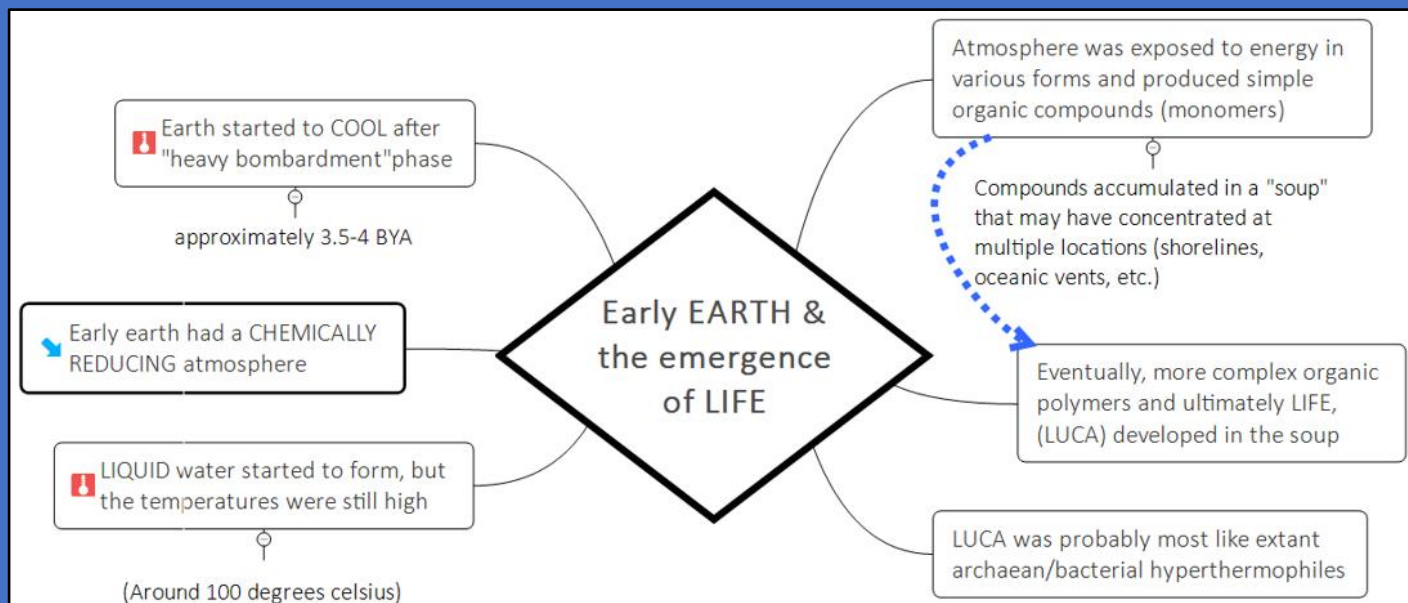 Earth started to COOL after
"heavy bombardment"phase
approximately 3.5-4 BYA
Early earth had a CHEMICALLY
REDUCING atmosphere
LIQUID water started to form, but
the temperatures were still high
(Around 100 degrees celsius)
Early EARTH &
the emergence
of LIFE
Atmosphere was exposed to energy in
various forms and produced simple
organic compounds (monomers)
Compounds accumulated in a "soup"
that may have concentrated at
multiple locations (shorelines,
oceanic vents, etc.)
Eventually, more complex organic
polymers and ultimately LIFE,
(LUCA) developed in the soup
LUCA was probably most like extant
archaean/bacterial hyperthermophiles